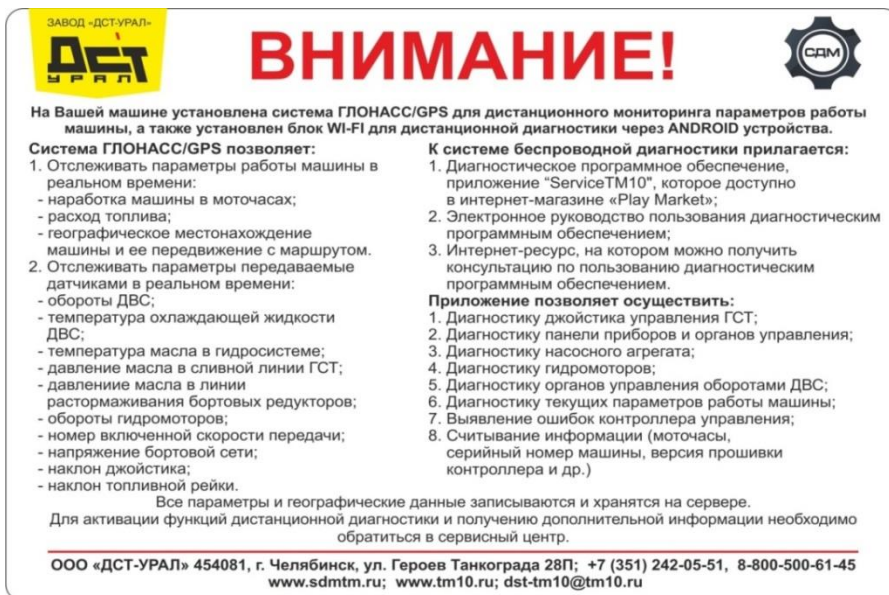 ЗАВОД «ДСТ-УРАЛ»
ДСТ
УРАЛ
ВНИМАНИЕ!
СДМ
На Вашей машине установлена система ГЛОНАСС/GPS для дистанционного мониторинга параметров работы
машины, а также установлен блок WI-FI для дистанционной диагностики через ANDROID устройства.
Система ГЛОНАСС/GPS позволяет:
1. Отслеживать параметры работы машины в
реальном времени:
- наработка машины в моточасах;
- расход топлива;
- географическое местонахождение
машины и ее передвижение с маршрутом.
2. Отслеживать параметры передаваемые
датчиками в реальном времени:
- обороты ДВС;
- температура охлаждающей жидкости
ДВС;
- температура масла в гидросистеме;
- давление масла в сливной линии ГСТ;
- давлениие масла в линии
растормаживания бортовых редукторов;
- обороты гидромоторов;
- номер включенной скорости передачи;
- напряжение бортовой сети;
- наклон джойстика;
- наклон топливной рейки.
К системе беспроводной диагностики прилагается:
1. Диагностическое программное обеспечение,
приложение “ServiceTM10", которое доступно
в интернет-магазине «Play Market»;
2. Электронное руководство пользования диагностическим
программным обеспечением;
3. Интернет-ресурс, на котором можно получить
консультацию по пользованию диагностическим
программным обеспечением.
Приложение позволяет осуществить:
1. Диагностику джойстика управления ГСТ;
2. Диагностику панели приборов и органов управления;
3. Диагностику насосного агрегата;
4. Диагностику гидромоторов;
5. Диагностику органов управления оборотами ДВС;
6. Диагностику текущих параметров работы машины;
7. Выявление ошибок контроллера управления;
8. Считывание информации (моточасы,
серийный номер машины, версия прошивки
контроллера и др.)
Все параметры и географические данные записываются и хранятся на сервере.
Для активации функций дистанционной диагностики и получению дополнительной информации необходимо
обратиться в сервисный центр.
ООО «ДСТ-УРАЛ» 454081, г. Челябинск, ул. Героев Танкограда 28П; +7 (351) 242-05-51, 8-800-500-61-45
www.sdmtm.ru; www.tm10.ru; dst-tm10@tm10.ru